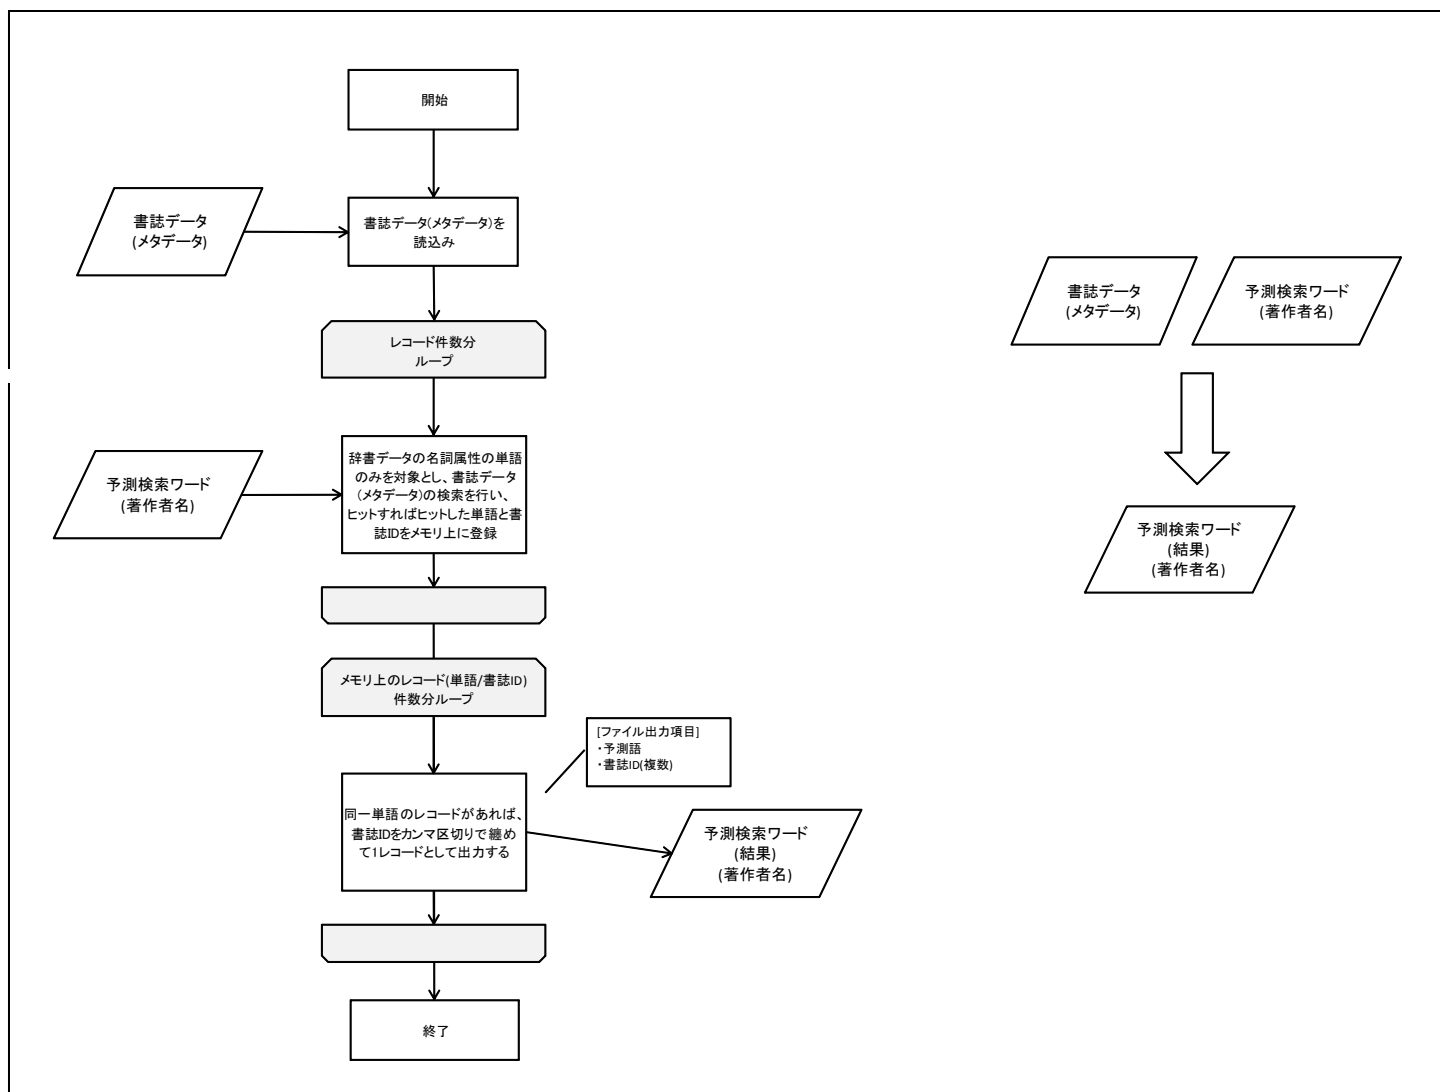 開始
書誌データ
(メタデータ)
書誌データ(メタデータ)を
読込み
レコード件数分
ループ
予測検索ワード
(著作者名)
辞書データの名詞属性の単語
のみを対象とし、書誌データ
(メタデータ)の検索を行い、
ヒットすればヒットした単語と書
誌IDをメモリ上に登録
メモリ上のレコード(単語/書誌ID)
件数分ループ
[ファイル出力項目]
・予測語
・書誌ID(複数)
同一単語のレコードがあれば、
書誌IDをカンマ区切りで纏め
て1レコードとして出力する
予測検索ワード
(結果)
(著作者名)
終了
書誌データ
(メタデータ)
予測検索ワード
(著作者名)
予測検索ワード
(結果)
(著作者名)